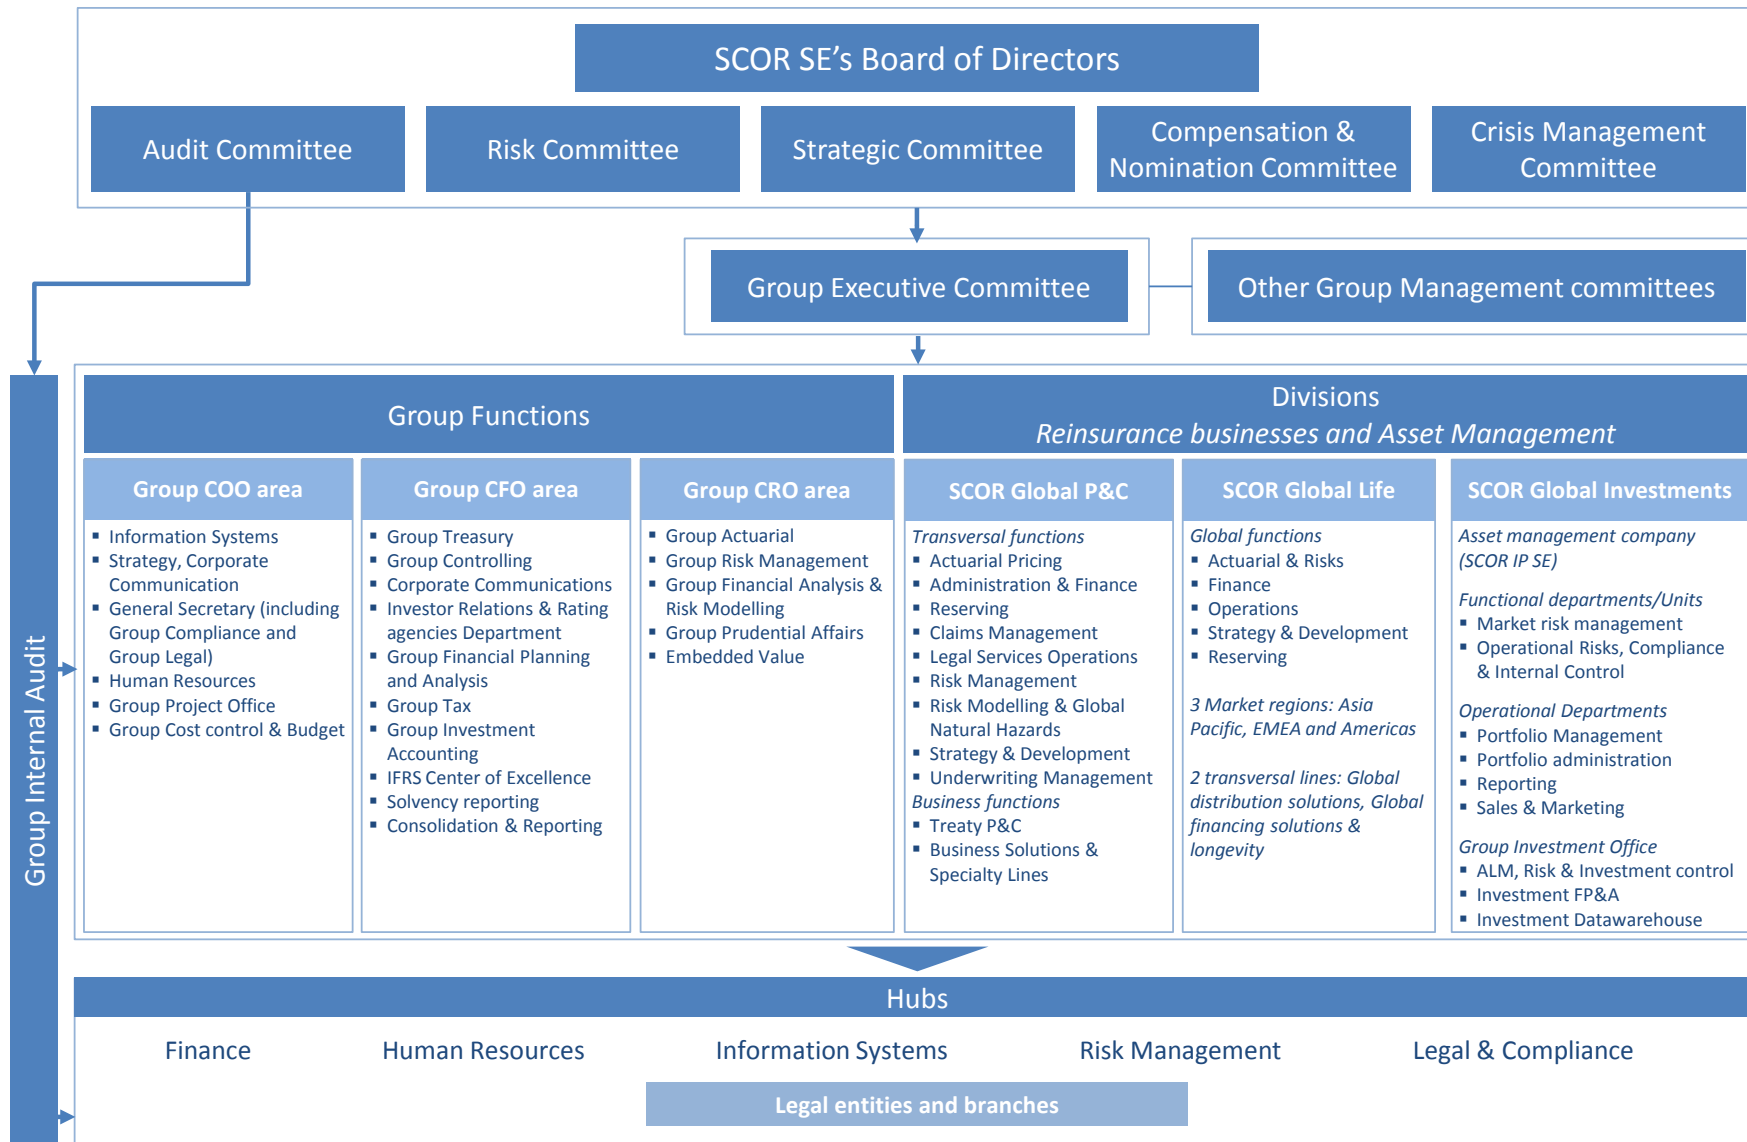 SCOR SE's Board of Directors
Audit Committee
Risk Committee
Strategic Committee
Compensation &
Nomination Committee
Crisis Management
Committee
Group Executive Committee
Other Group Management committees
Group Internal Audit
Group Functions
Divisions
Reinsurance businesses and Asset Management
Group COO area
▪ Information Systems
▪ Strategy, Corporate
Communication
▪ General Secretary (including
Group Compliance and
Group Legal)
▪ Human Resources
▪ Group Project Office
▪ Group Cost control & Budget
Group CFO area
▪ Group Treasury
▪ Group Controlling
▪ Corporate Communications
▪ Investor Relations & Rating
agencies Department
▪ Group Financial Planning
and Analysis
▪ Group Tax
▪ Group Investment
Accounting
▪ IFRS Center of Excellence
▪ Solvency reporting
▪ Consolidation & Reporting
Group CRO area
▪ Group Actuarial
▪ Group Risk Management
▪ Group Financial Analysis &
Risk Modelling
▪ Group Prudential Affairs
▪ Embedded Value
SCOR Global P&C
Transversal functions
▪ Actuarial Pricing
▪ Administration & Finance
▪ Reserving
▪ Claims Management
▪ Legal Services Operations
▪ Risk Management
▪ Risk Modelling & Global
Natural Hazards
▪ Strategy & Development
▪ Underwriting Management
Business functions
▪ Treaty P&C
▪ Business Solutions &
Specialty Lines
SCOR Global Life
Global functions
▪ Actuarial & Risks
▪ Finance
▪ Operations
▪ Strategy & Development
▪ Reserving
3 Market regions: Asia
Pacific, EMEA and Americas
2 transversal lines: Global
distribution solutions, Global
financing solutions &
longevity
SCOR Global Investments
Asset management company
(SCOR IP SE)
Functional departments/Units
▪ Market risk management
▪ Operational Risks, Compliance
& Internal Control
Operational Departments
▪ Portfolio Management
▪ Portfolio administration
▪ Reporting
▪ Sales & Marketing
Group Investment Office
▪ ALM, Risk & Investment control
▪ Investment FP&A
▪ Investment Datawarehouse
Hubs
Finance
Human Resources
Information Systems
Risk Management
Legal & Compliance
Legal entities and branches